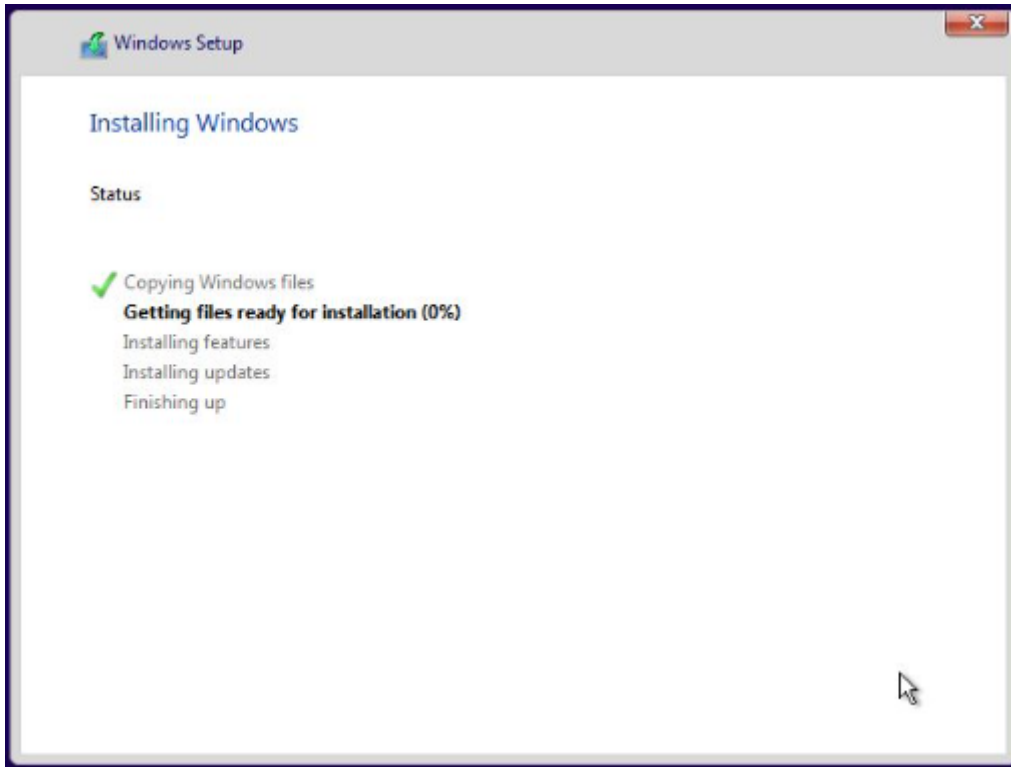 Windows Setup
Installing Windows
Status
Copying Windows files
Getting files ready for installation (0%)
Installing features
Installing updates
Finishing up